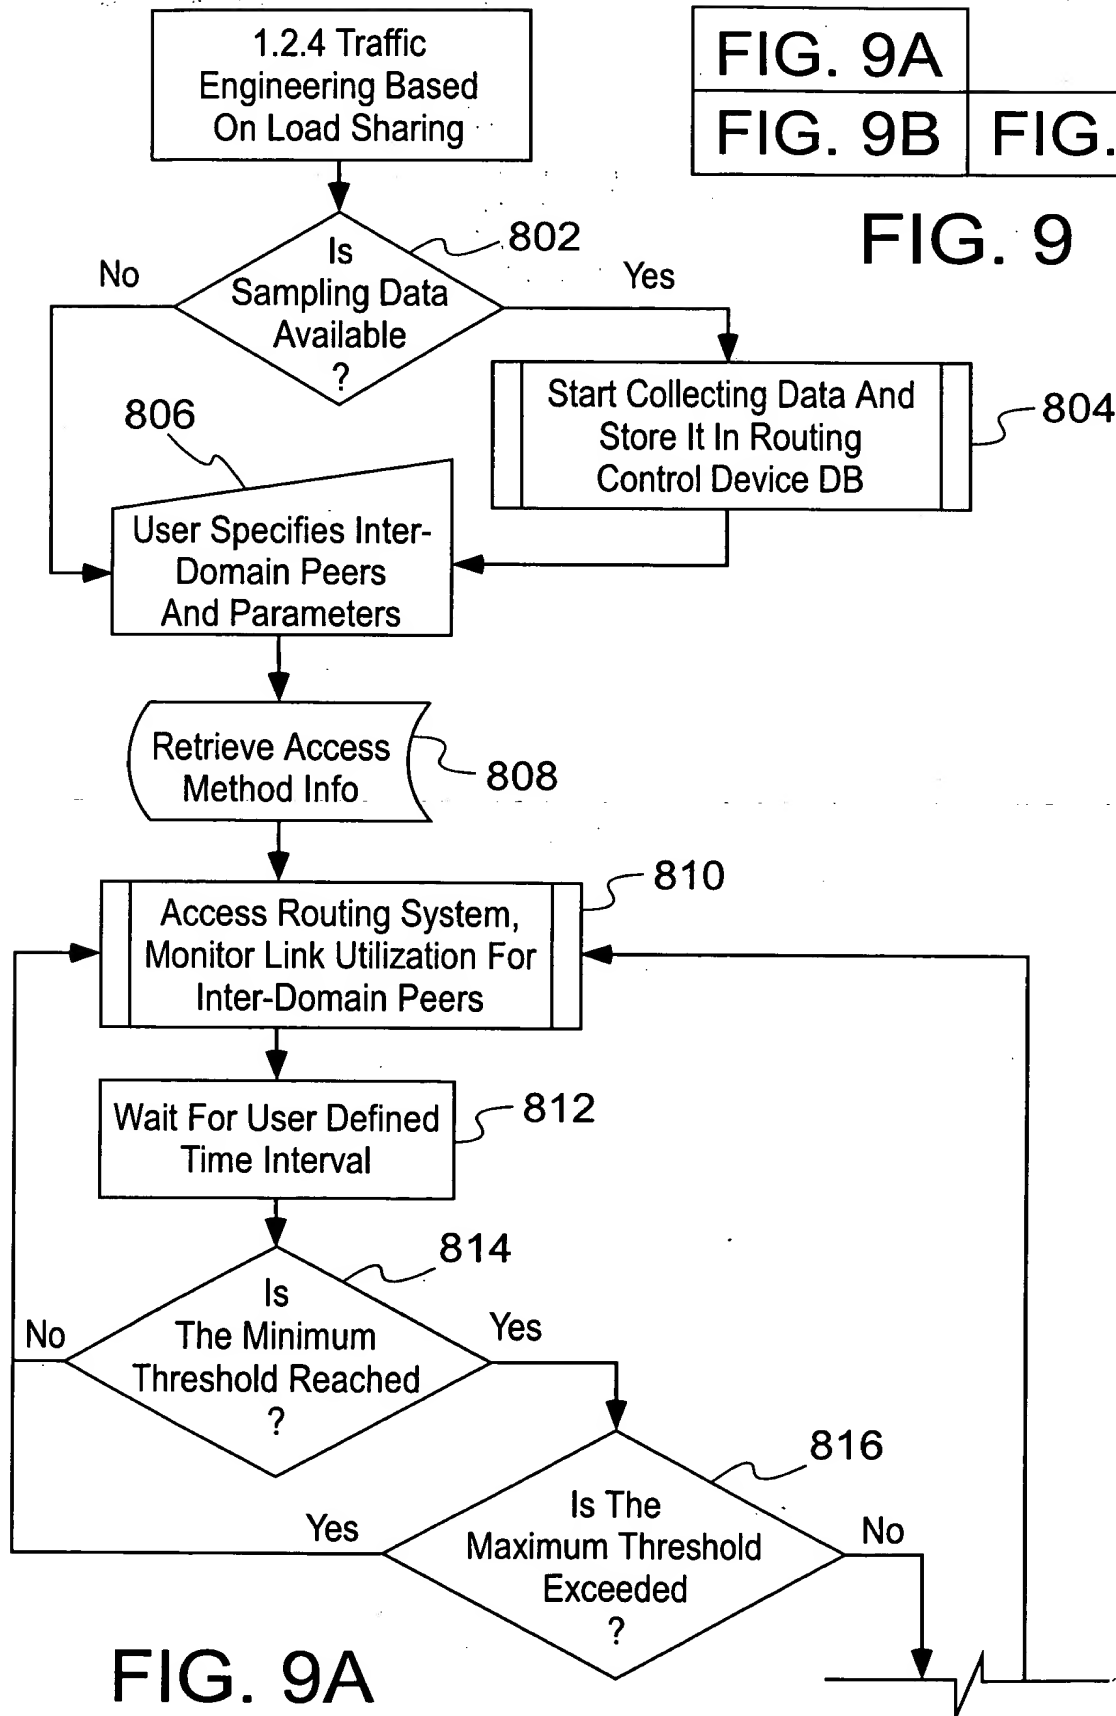 1.2.4 Traffic
Engineering Based
On Load Sharing
FIG. 9A
FIG. 9B
FIG.
FIG. 9
802
Is
Sampling Data
Available
?
No
Yes
Start Collecting Data And
Store It In Routing
Control Device DB
804
806
User Specifies Inter-
Domain Peers
And Parameters
Retrieve Access
Method Info
808
810
Access Routing System,
Monitor Link Utilization For
Inter-Domain Peers
Wait For User Defined
Time Interval
812
814
Is
The Minimum
Threshold Reached
?
No
Yes
816
Is The
Maximum Threshold
Exceeded
?
Yes
No
FIG. 9A